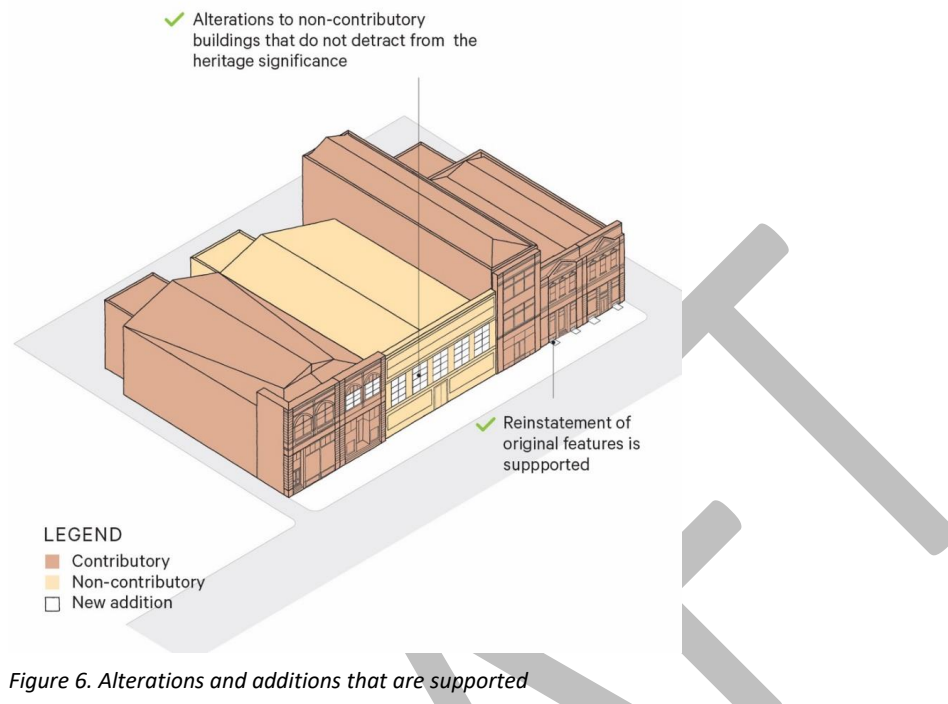 Alterations to non-contributory
buildings that do not detract from the
heritage significance
Reinstatement of
original features is
suppported
LEGEND
Contributory
Non-contributory
New addition
Figure 6. Alterations and additions that are supported